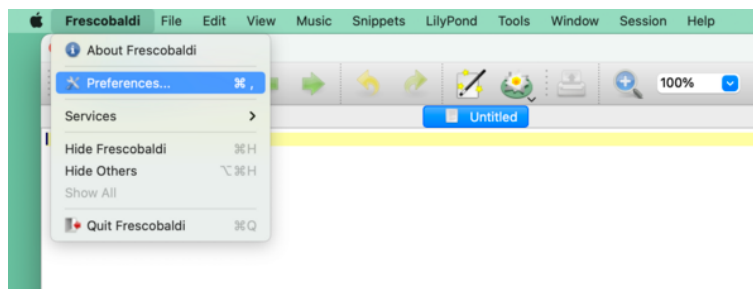 Frescobaldi File Edit View Music Snippets LilyPond Tools Window Session Help
About Frescobaldi
Preferences... ⌘ ,
100%
Services
Untitled
Hide Frescobaldi ⌘H
Hide Others ⌥⌘H
Show All
Quit Frescobaldi ⌘Q